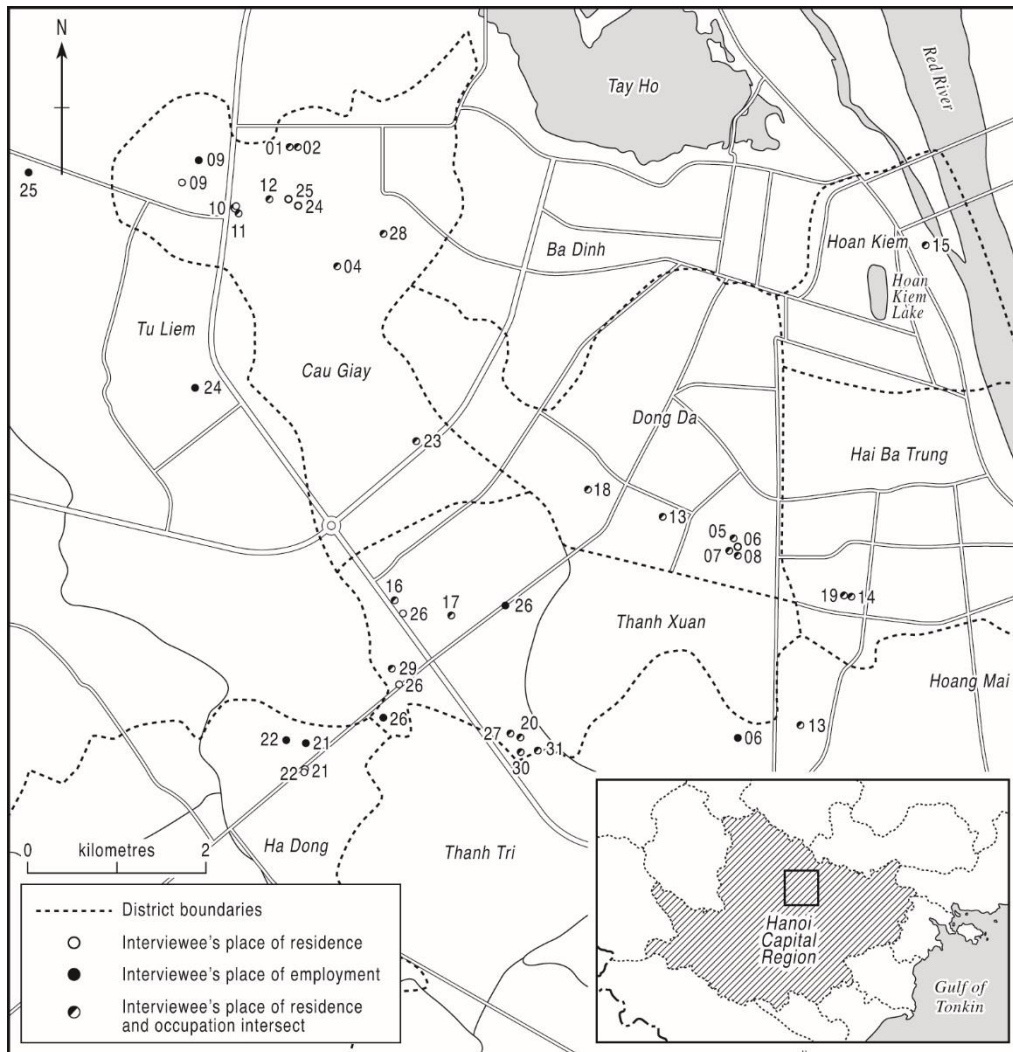 N
Tay Ho
Red River
01
02
09
25
09
12
25
24
10
11
28
04
Ba Dinh
Hoan Kiem
15
Hoan
Kiem
Lake
Tu Liem
Cau Giay
24
23
Dong Da
Hai Ba Trung
18
13
05
06
07
08
16
26
17
26
Thanh Xuan
19
14
29
26
Hoang Mai
26
22
21
27
20
31
30
06
13
22
21
0
kilometres
2
Ha Dong
Thanh Tri
District boundaries
Interviewee's place of residence
Interviewee's place of employment
Interviewee's place of residence
and occupation intersect
Hanoi
Capital
Region
Gulf of
Tonkin